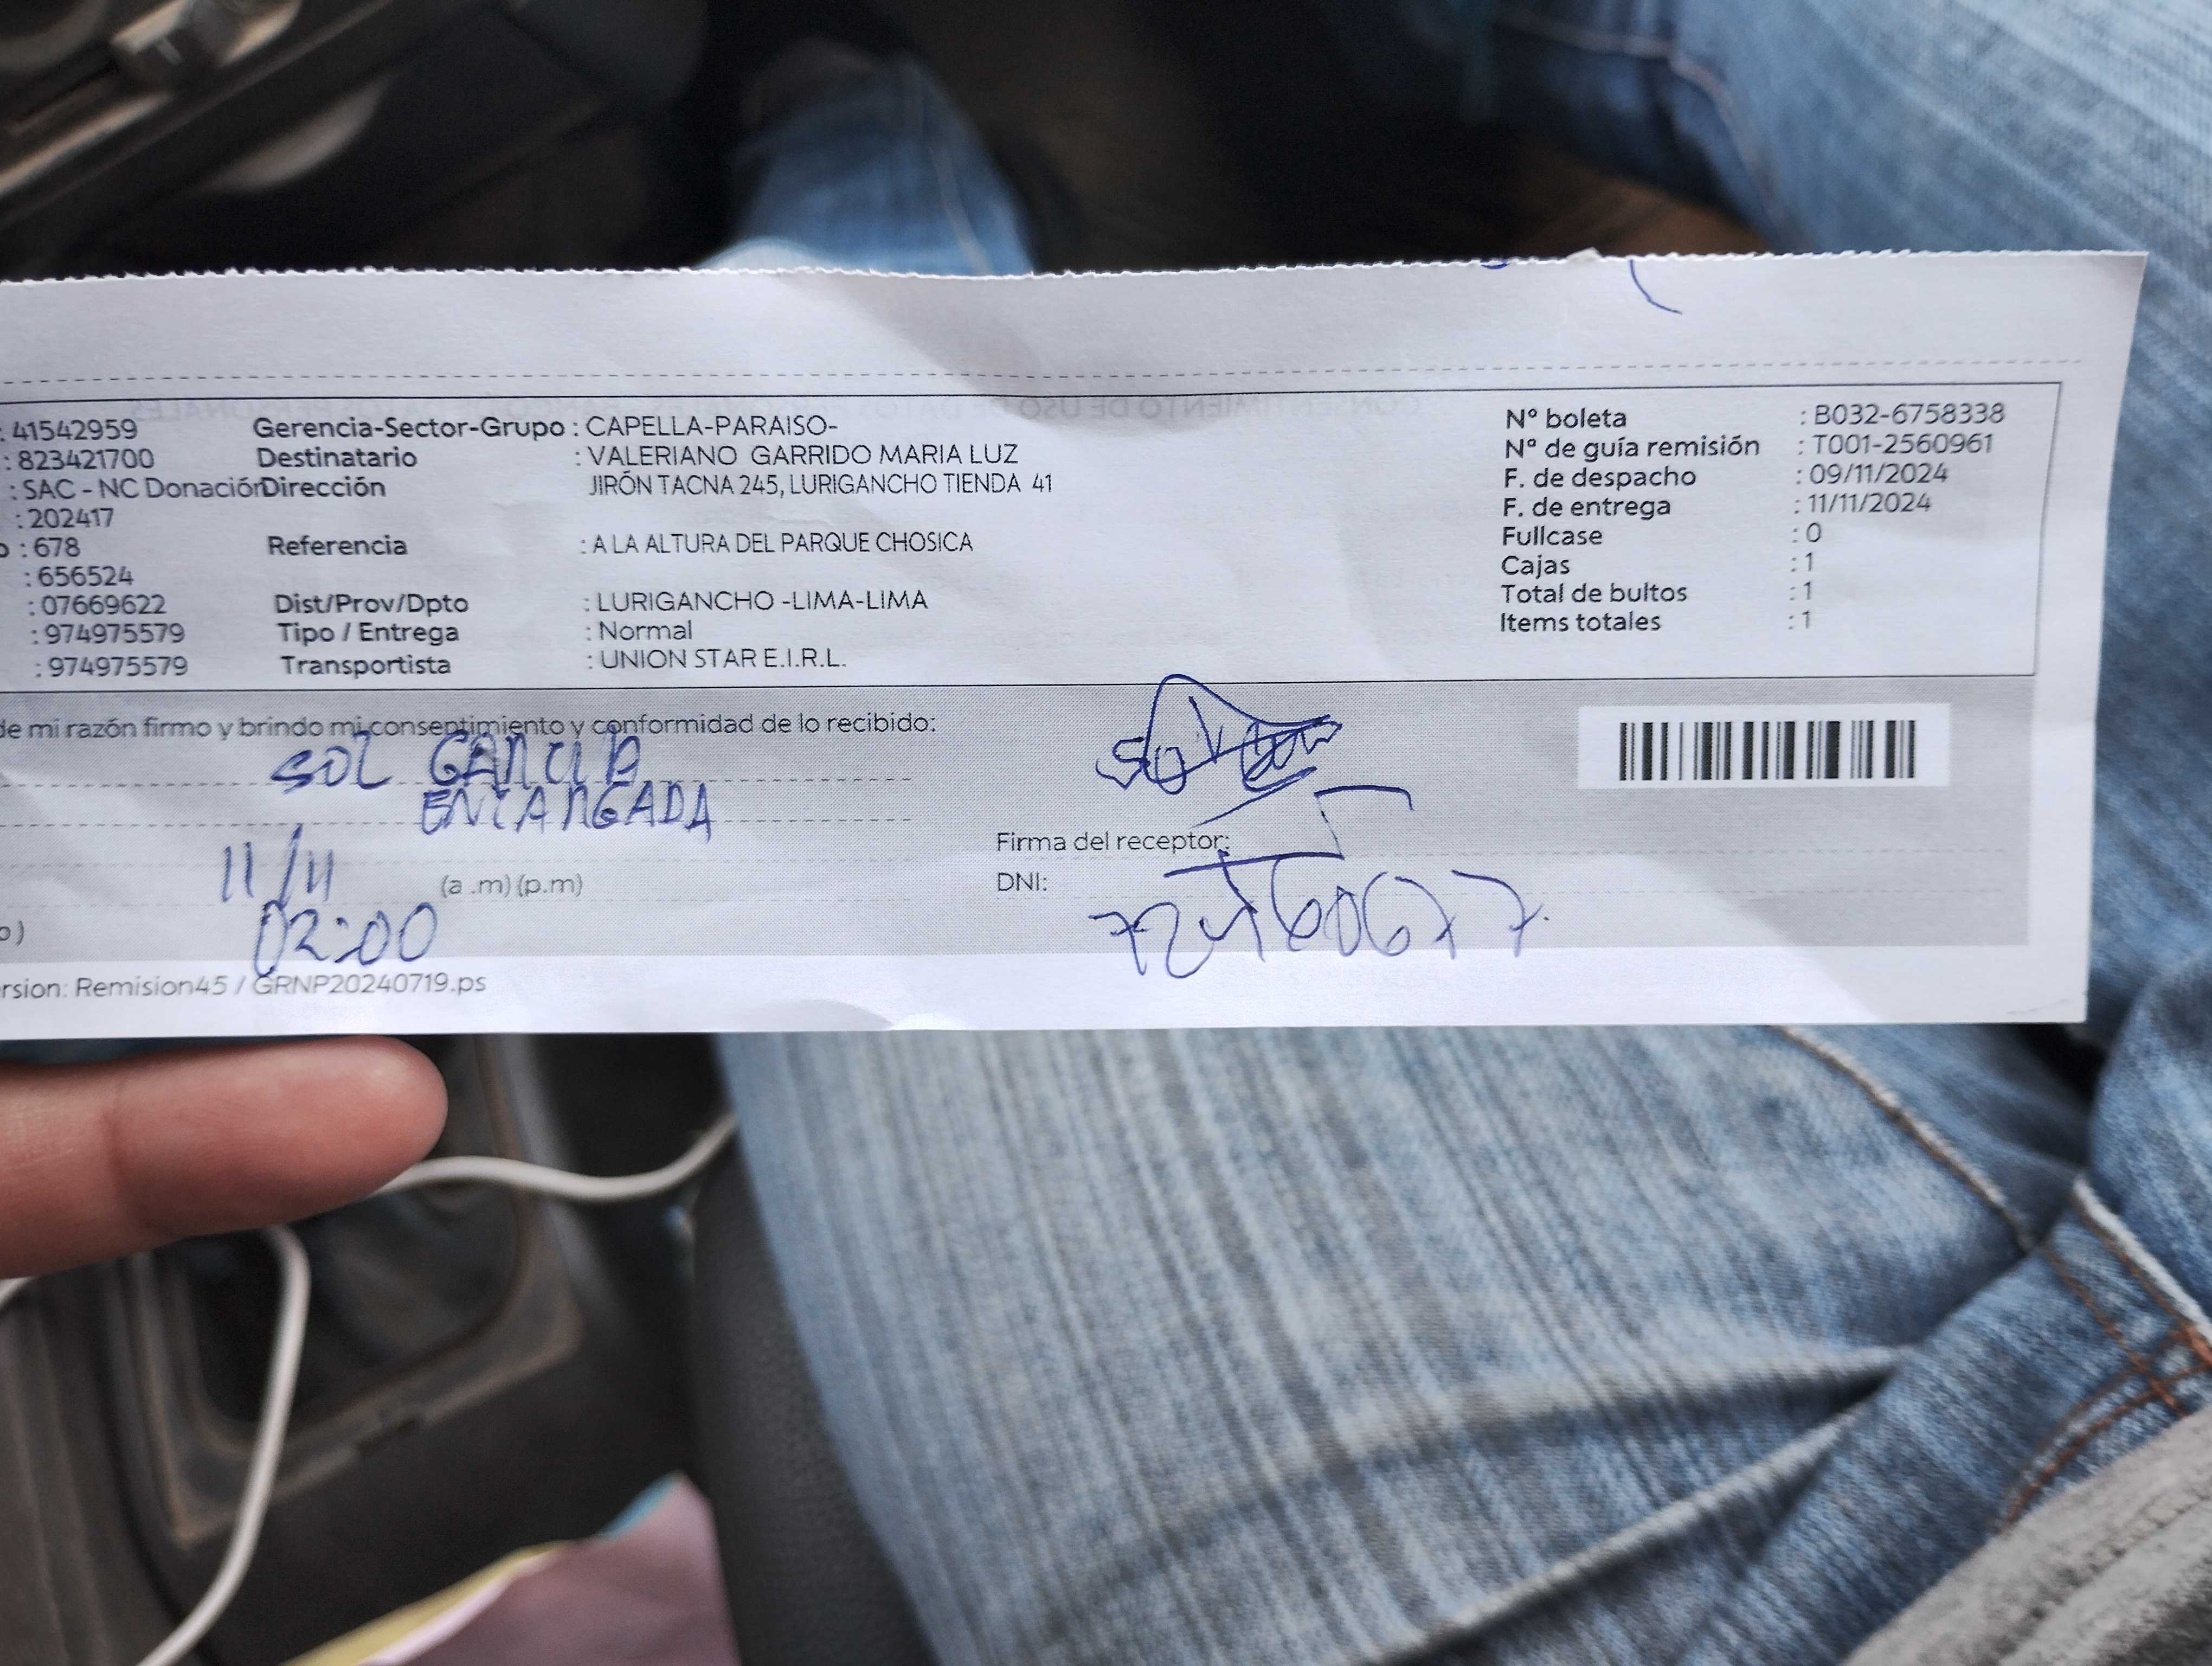 : 41542959 Gerencia-Sector-Grupo : CAPELLA-PARAISO-
: 823421700 Destinatario : VALERIANO GARRIDO MARIA LUZ
: SAC - NC Donación Dirección JIRÓN TACNA 245, LURIGANCHO TIENDA 41
: 202417
: 678 Referencia : A LA ALTURA DEL PARQUE CHOSICA
: 656524
: 07669622 Dist/Prov/Dpto : LURIGANCHO -LIMA-LIMA
: 974975579 Tipo / Entrega : Normal
: 974975579 Transportista : UNION STAR E.I.R.L.
Nº boleta : B032-6758338
Nº de guía remisión : T001-2560961
F. de despacho : 09/11/2024
F. de entrega : 11/11/2024
Fullcase : 0
Cajas : 1
Total de bultos : 1
Items totales : 1
de mi razón firmo y brindo mi consentimiento y conformidad de lo recibido:
SOL GARCIA
ENCARGADA
Firma del receptor:
11/11 (a .m) (p.m)
DNI:
02:00
rsion: Remision45 / GRNP20240719.ps